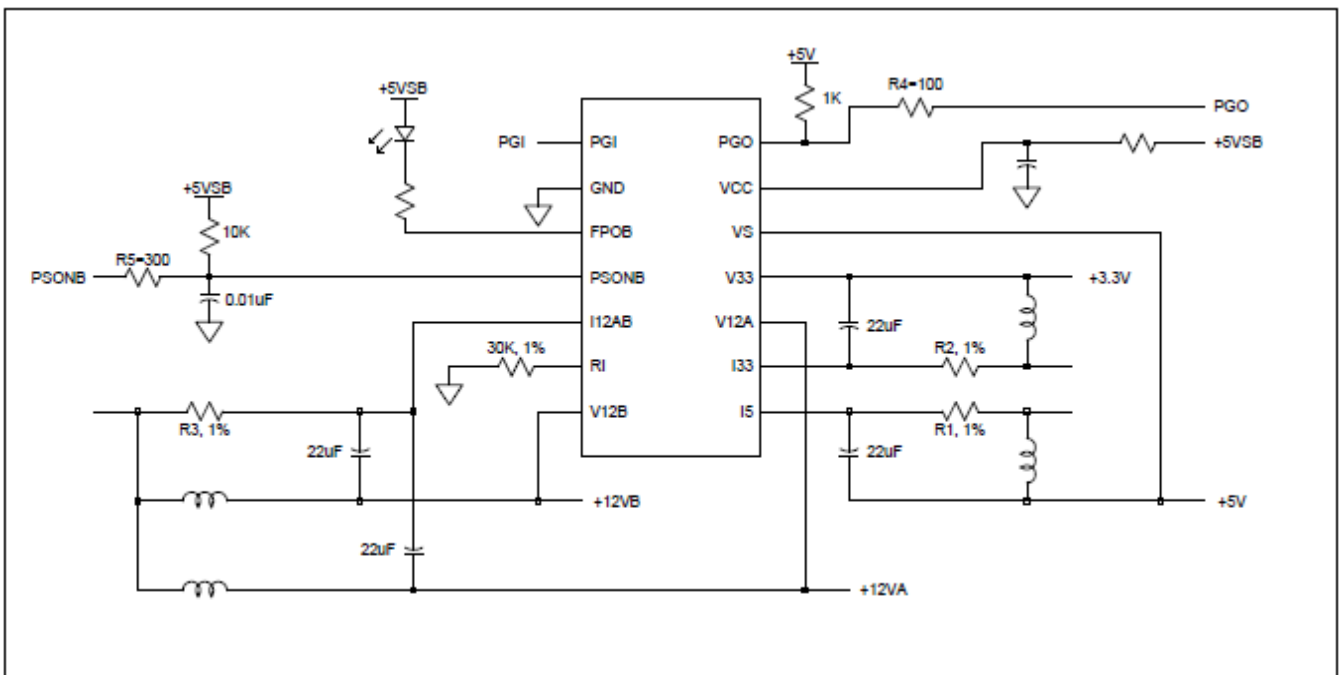 +5V
R4=100
1K
PGO
+5VSB
PGI
PGI
PGO
+5VSB
+5VSB
GND
VCC
10K
FPOB
VS
R5=300
PSONB
PSONB
V33
+3.3V
0.01uF
I12AB
V12A
22uF
30K, 1%
RI
I33
R2, 1%
V12B
I5
R3, 1%
R1, 1%
22uF
22uF
+12VB
+5V
22uF
+12VA